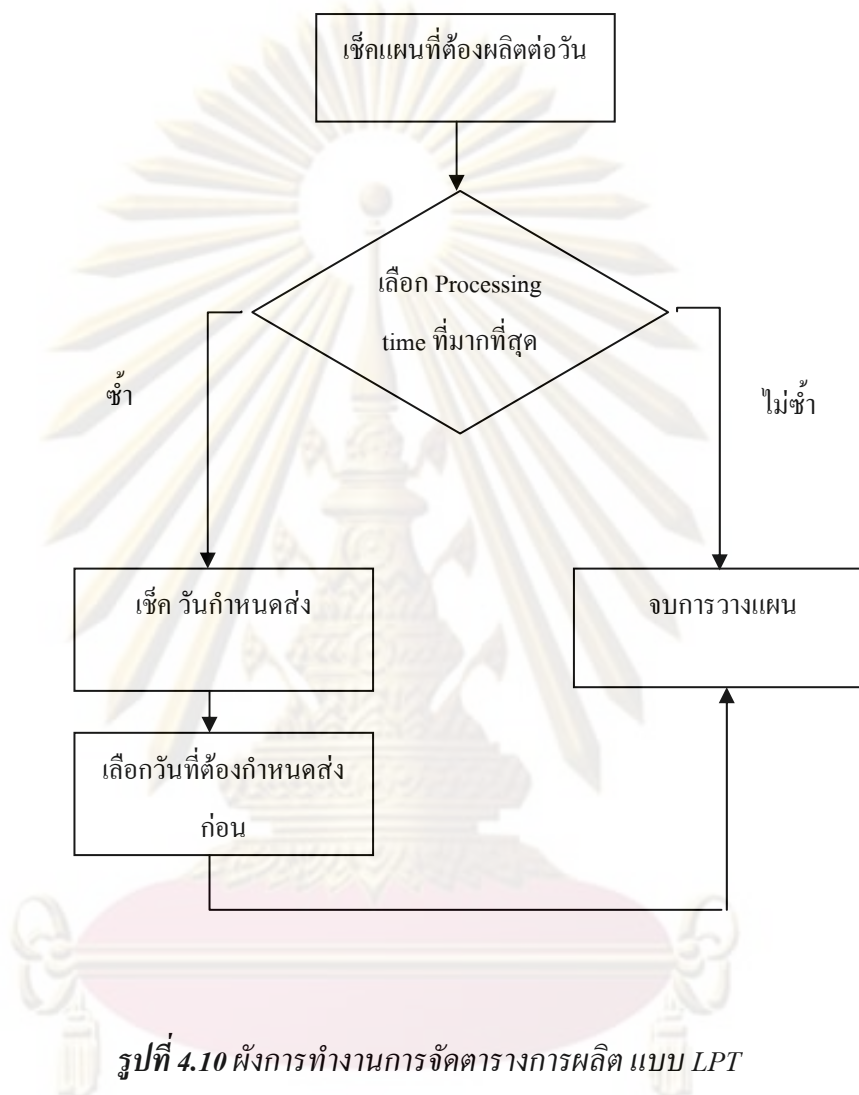 เช็คแผนที่ต้องผลิตต่อวัน
เลือก Processing
time ที่มากที่สุด
ซ้ำ
ไม่ซ้ำ
เช็ค วันกำหนดส่ง
จบการวางแผน
เลือกวันที่ต้องกำหนดส่ง
ก่อน
รูปที่ 4.10 ผังการทำงานการจัดตารางการผลิต แบบ LPT